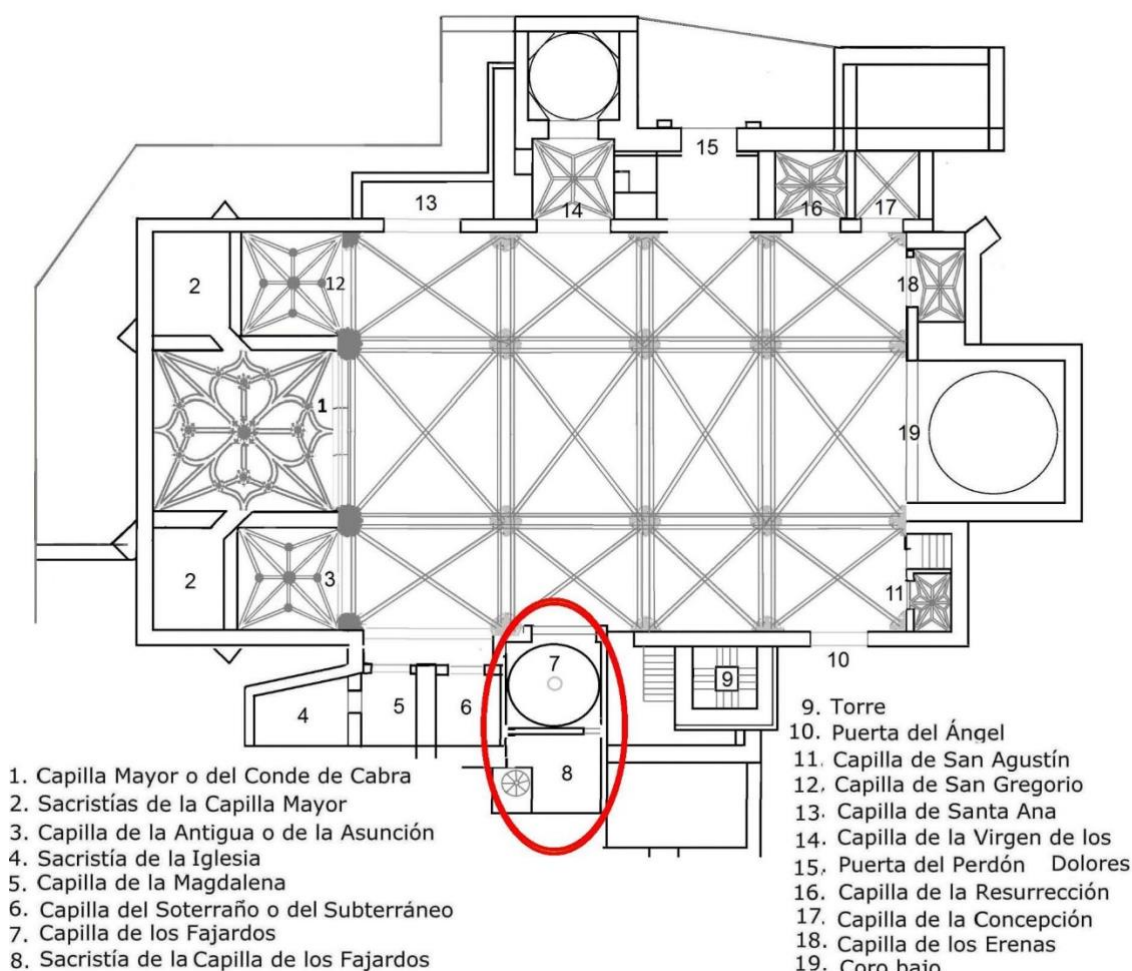 15
13
14
16
17
2
12
18
1
19
2
3
11
7
10
9
5
6
4
8
1. Capilla Mayor o del Conde de Cabra
2. Sacristías de la Capilla Mayor
3. Capilla de la Antigua o de la Asunción
4. Sacristía de la Iglesia
5. Capilla de la Magdalena
6. Capilla del Soterraño o del Subterráneo
7. Capilla de los Fajardos
8. Sacristía de la Capilla de los Fajardos
9. Torre
10. Puerta del Ángel
11. Capilla de San Agustín
12. Capilla de San Gregorio
13. Capilla de Santa Ana
14. Capilla de la Virgen de los
15. Puerta del Perdón Dolores
16. Capilla de la Resurrección
17. Capilla de la Concepción
18. Capilla de los Erenas
19. Coro bajo